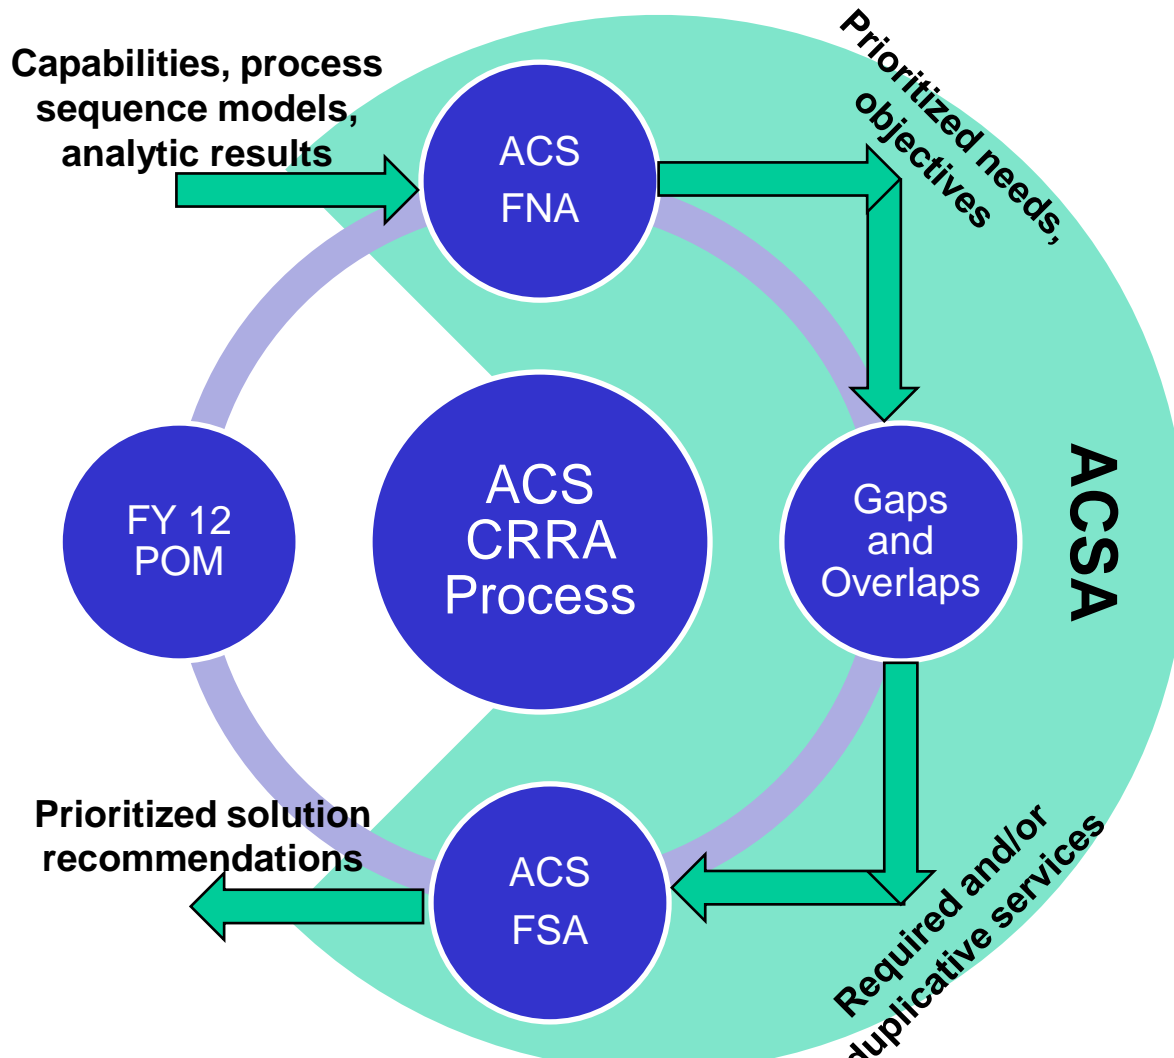 Capabilities, process
sequence models,
analytic results
ACS
FNA
Prioritized needs,
objectives
FY 12
POM
ACS
CRRA
Process
Gaps
and
Overlaps
ACSA
Prioritized solution
recommendations
ACS
FSA
Required and/or
duplicative services